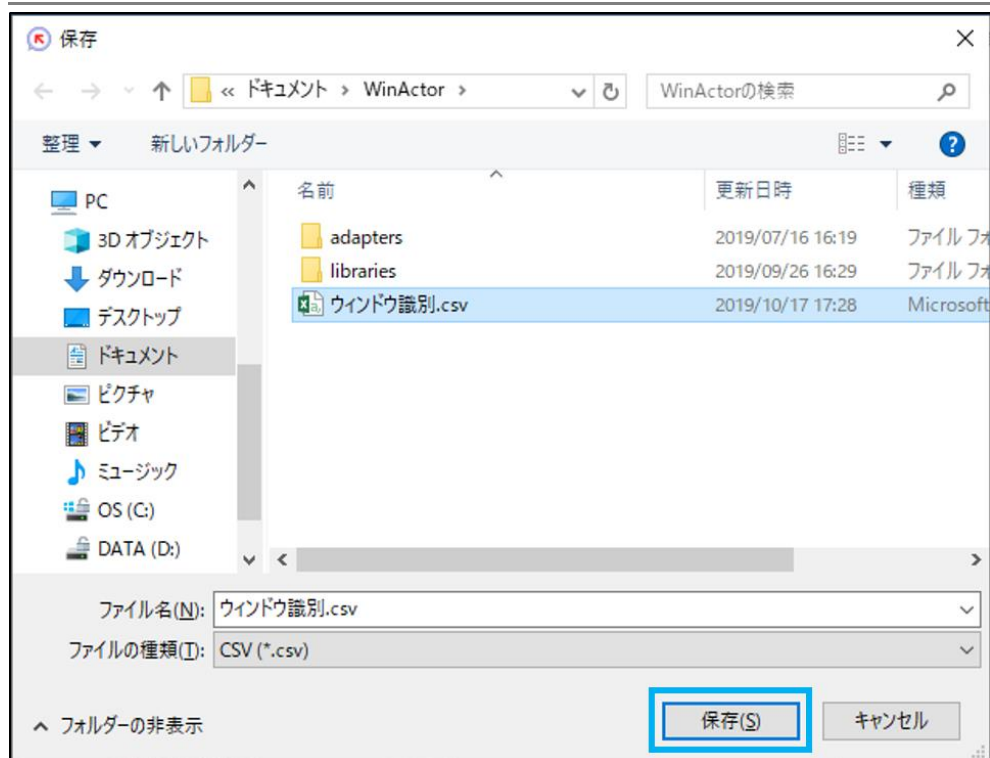 保存
« ドキュメント › WinActor ›
WinActorの検索
整理
新しいフォルダー
名前 更新日時 種類
PC
3D オブジェクト
ダウンロード
デスクトップ
ドキュメント
ピクチャ
ビデオ
ミュージック
OS (C:)
DATA (D:)
adapters 2019/07/16 16:19 ファイル フォ
libraries 2019/09/26 16:29 ファイル フォ
ウィンドウ識別.csv 2019/10/17 17:28 Microsoft
ファイル名(N): ウィンドウ識別.csv
ファイルの種類(T): CSV (*.csv)
フォルダーの非表示
保存(S)
キャンセル